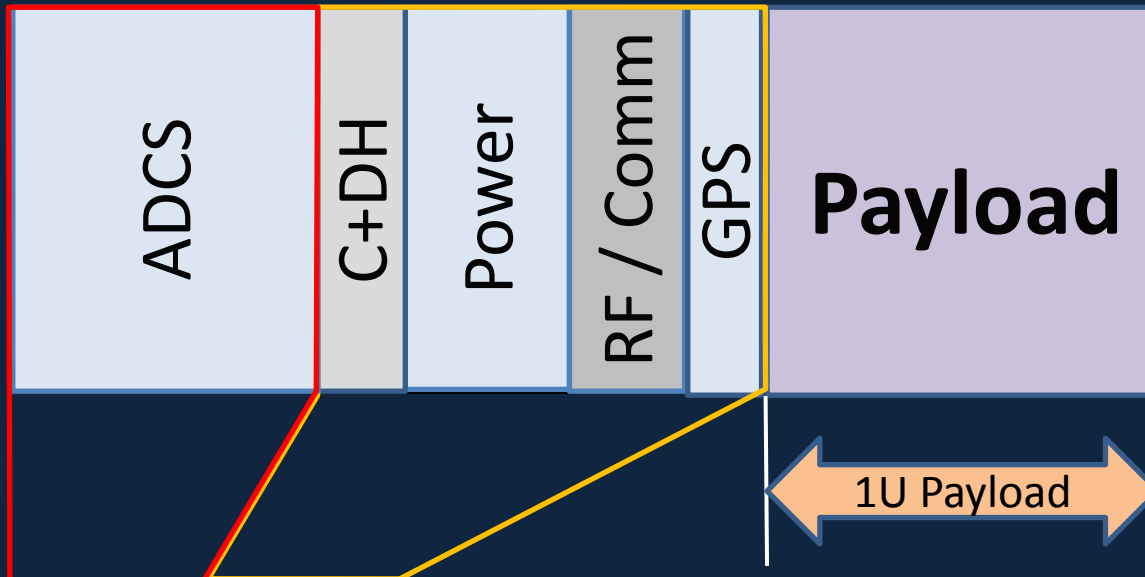 ADCS
C+DH
Power
RF / Comm
GPS
Payload
1U Payload